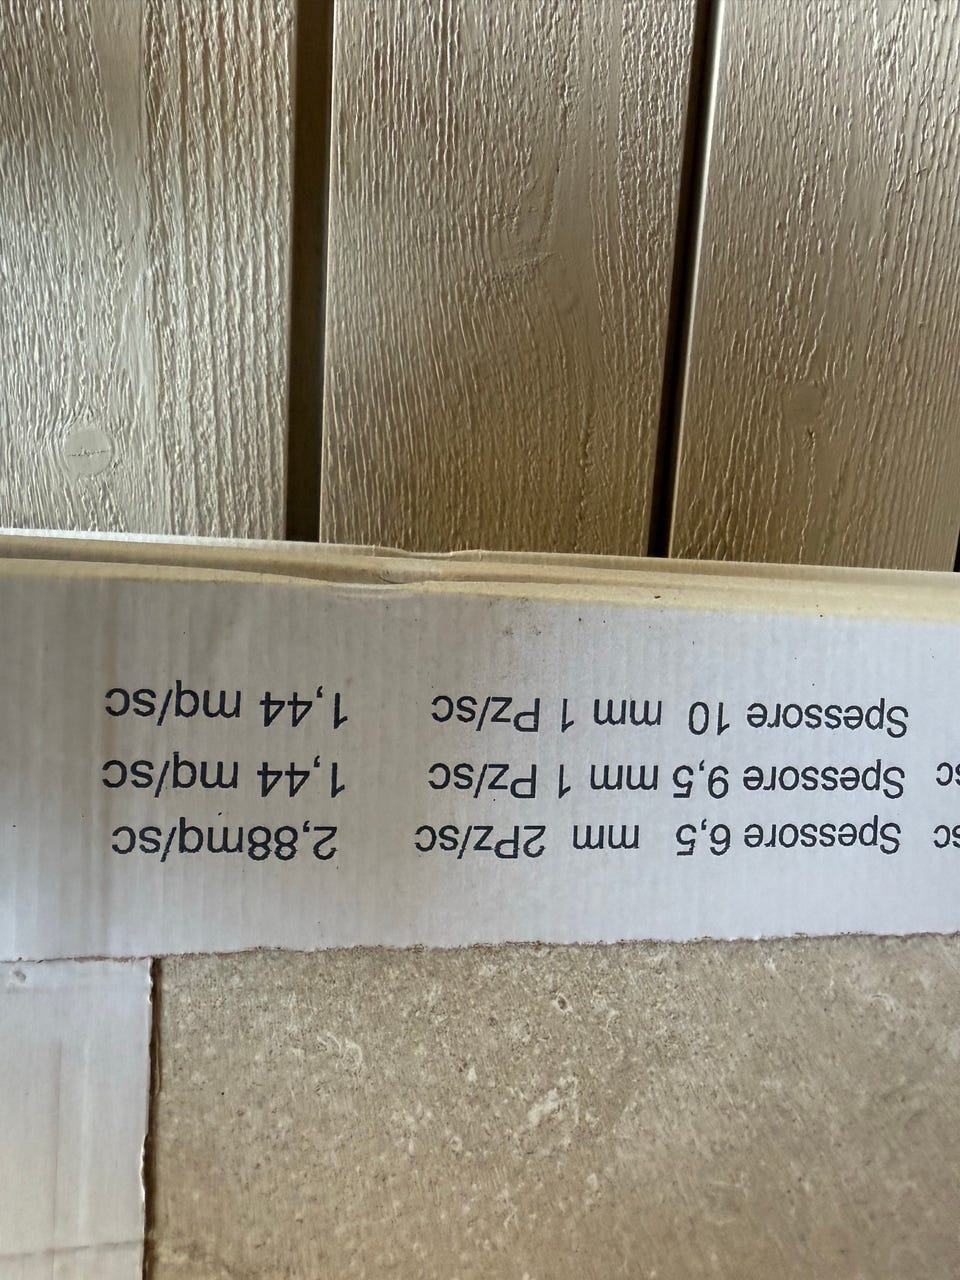 sc Spessore 6,5 mm 2Pz/sc 2,88mq/sc
sc Spessore 9,5 mm 1 Pz/sc 1,44 mq/sc
Spessore 10 mm 1 Pz/sc 1,44 mq/sc